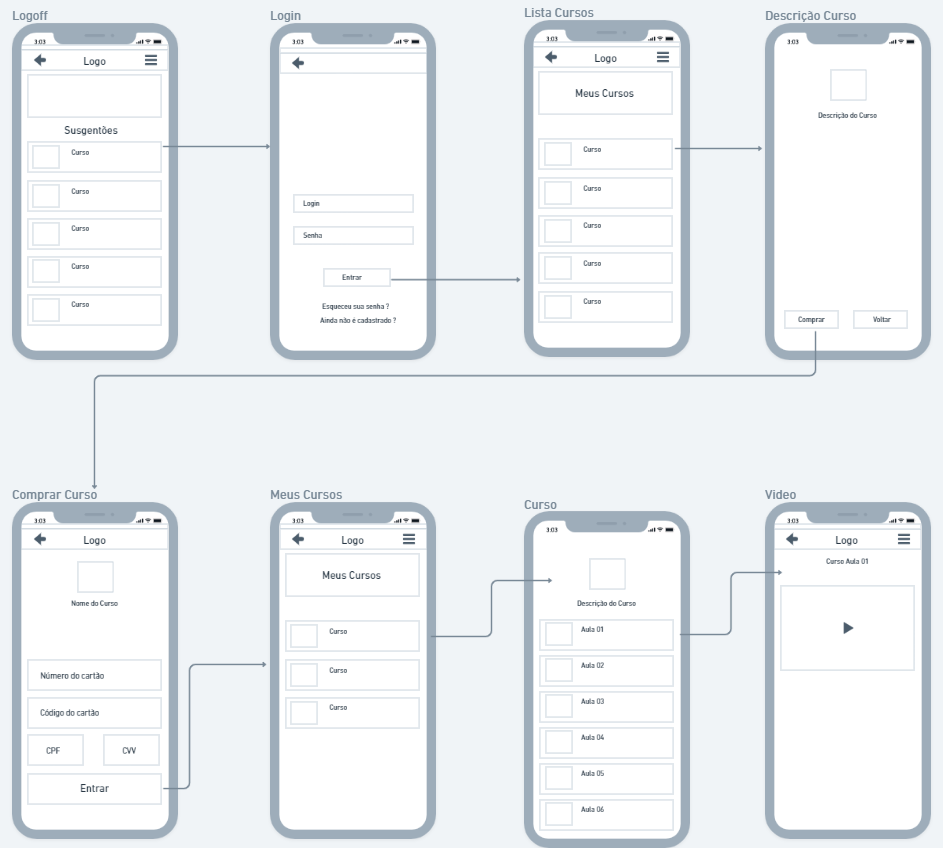 Logoff
3:03
Logo
Susgentões
Curso
Curso
Curso
Curso
Curso
Login
3:03
Login
Senha
Entrar
Esqueceu sua senha ?
Ainda não é cadastrado ?
Lista Cursos
3:03
Logo
Meus Cursos
Curso
Curso
Curso
Curso
Curso
Descrição Curso
3:03
Descrição do Curso
Comprar Voltar
Comprar Curso
3:03
Logo
Nome do Curso
Número do cartão
Código do cartão
CPF CVV
Entrar
Meus Cursos
3:03
Logo
Meus Cursos
Curso
Curso
Curso
Curso
3:03
Descrição do Curso
Aula 01
Aula 02
Aula 03
Aula 04
Aula 05
Aula 06
Video
3:03
Logo
Curso Aula 01